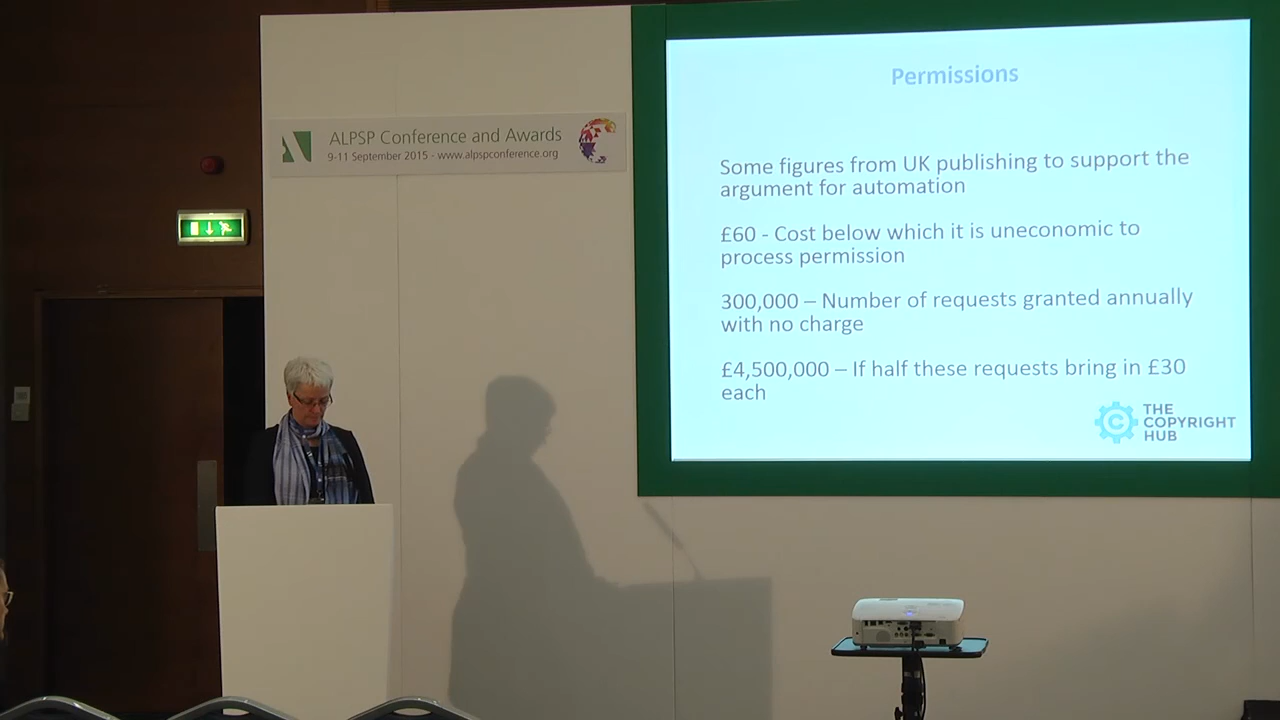 ALPSP Conference and Awards
9-11 September 2015 - www.alpspconference.org
Permissions
Some figures from UK publishing to support the
argument for automation
£60 - Cost below which it is uneconomic to
process permission
300,000 – Number of requests granted annually
with no charge
£4,500,000 – If half these requests bring in £30
each
C
THE
COPYRIGHT
HUB